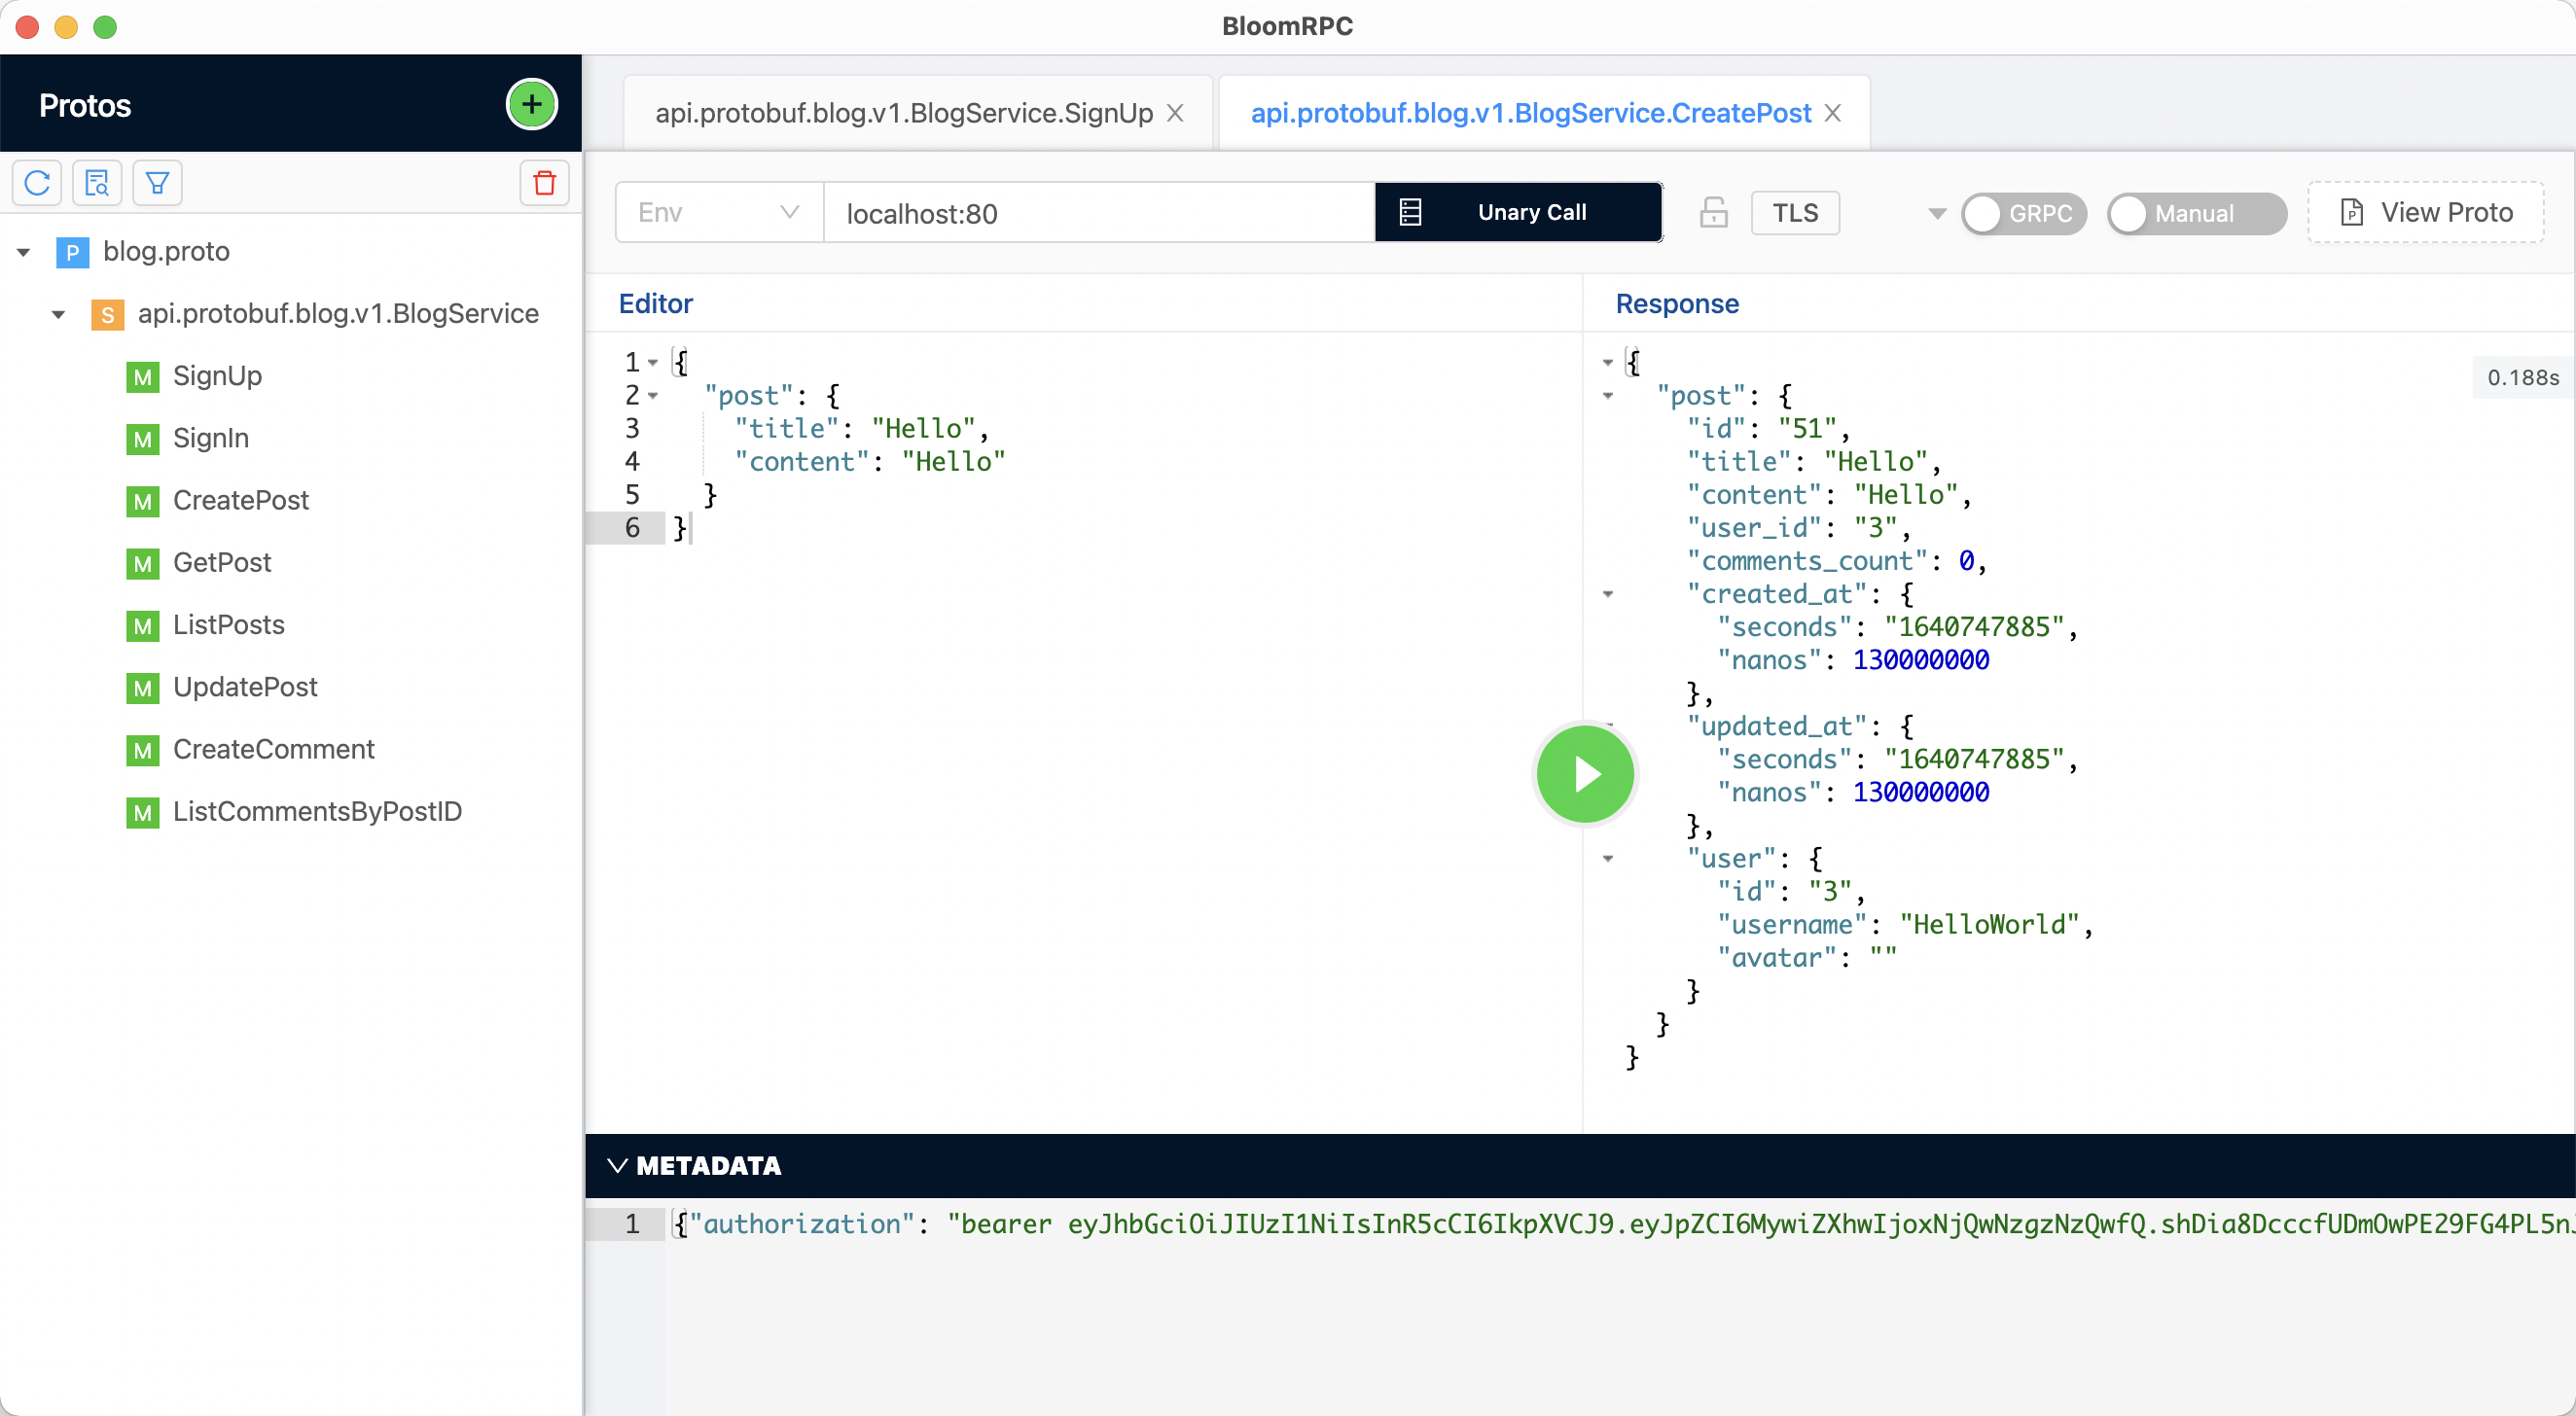 BloomRPC
Protos
api.protobuf.blog.v1.BlogService.SignUp
api.protobuf.blog.v1.BlogService.CreatePost
Env
localhost:80
Unary Call
TLS
GRPC
Manual
View Proto
P blog.proto
S api.protobuf.blog.v1.BlogService
M SignUp
M SignIn
M CreatePost
M GetPost
M ListPosts
M UpdatePost
M CreateComment
M ListCommentsByPostID
Editor
1 {
2 "post": {
3 "title": "Hello",
4 "content": "Hello"
5 }
6 }
Response
0.188s
{
"post": {
"id": "51",
"title": "Hello",
"content": "Hello",
"user_id": "3",
"comments_count": 0,
"created_at": {
"seconds": "1640747885",
"nanos": 130000000
},
"updated_at": {
"seconds": "1640747885",
"nanos": 130000000
},
"user": {
"id": "3",
"username": "HelloWorld",
"avatar": ""
}
}
}
METADATA
1 {"authorization": "bearer eyJhbGciOiJIUzI1NiIsInR5cCI6IkpXVCJ9.eyJpZCI6MywiZXhwIjoxNjQwNzgzNzQwfQ.shDia8DcccfUDmOwPE29FG4PL5n